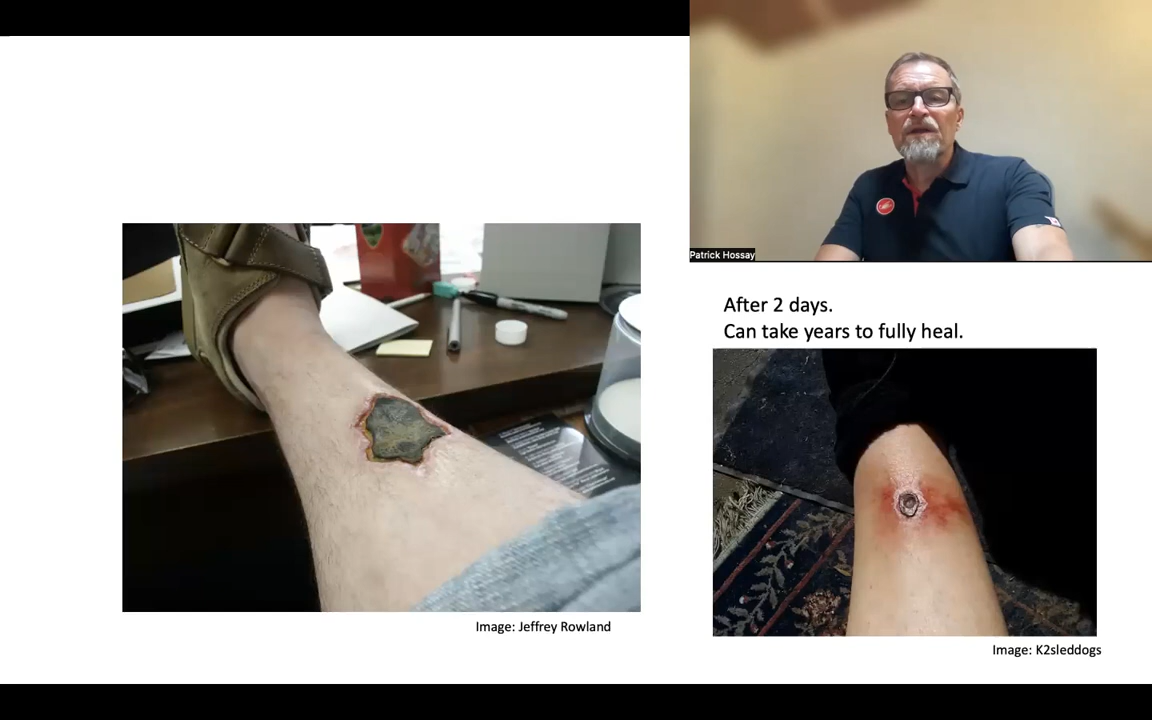 Patrick Hossay
After 2 days.
Can take years to fully heal.
Image: Jeffrey Rowland
Image: K2sleddogs